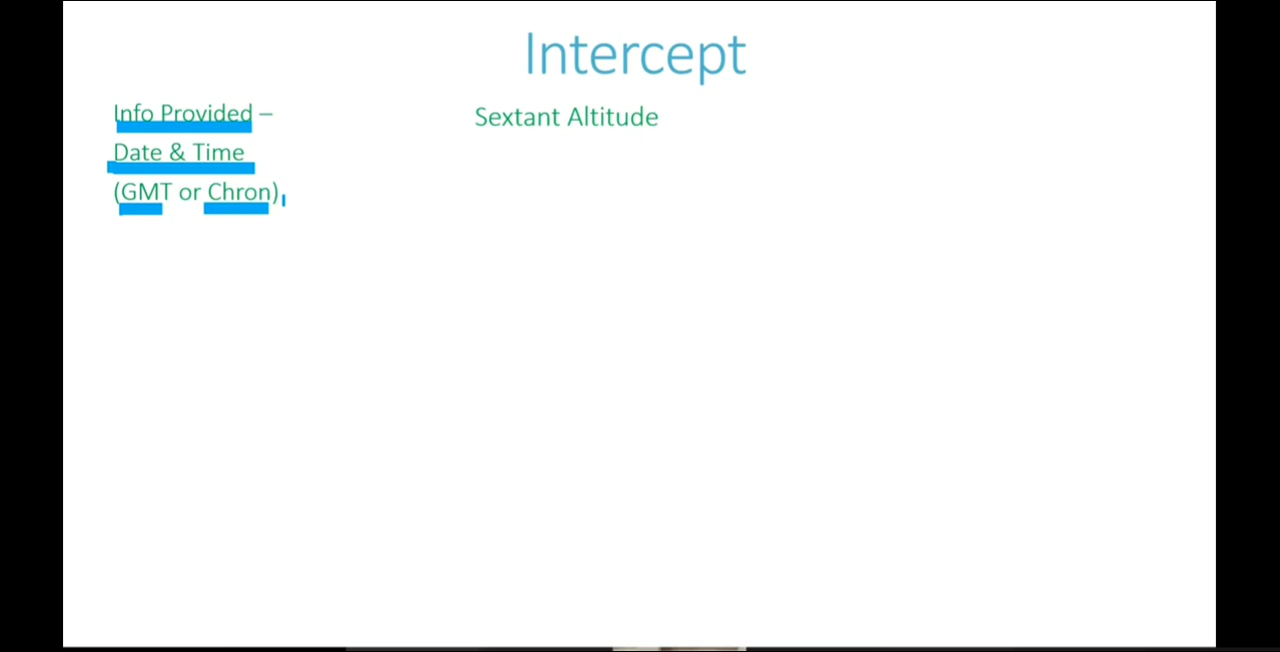 Intercept
Info Provided –
Sextant Altitude
Date & Time
(GMT or Chron)